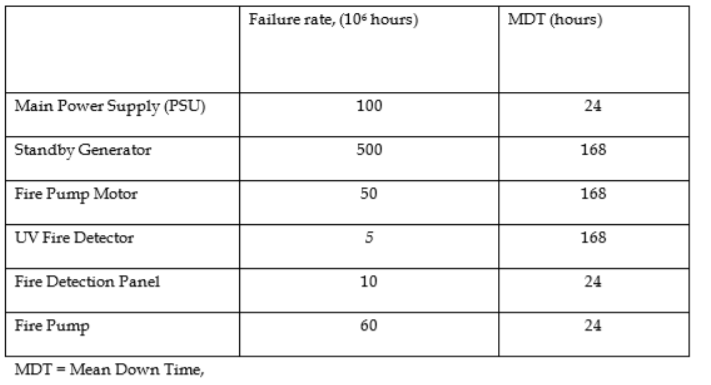 Failure rate, (10⁶ hours) MDT (hours)
Main Power Supply (PSU) 100 24
Standby Generator 500 168
Fire Pump Motor 50 168
UV Fire Detector 5 168
Fire Detection Panel 10 24
Fire Pump 60 24
MDT = Mean Down Time,